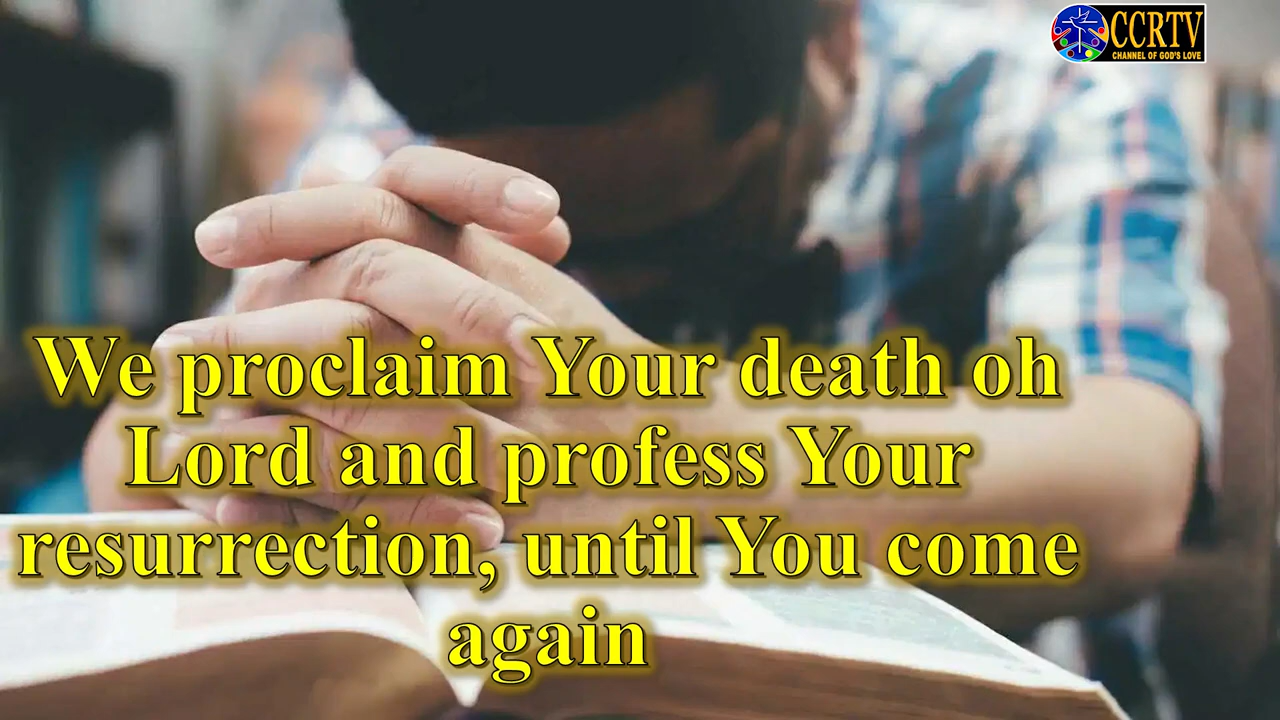 CCRTV
CHANNEL OF GOD'S LOVE
We proclaim Your death oh
Lord and profess Your
resurrection, until You come
again